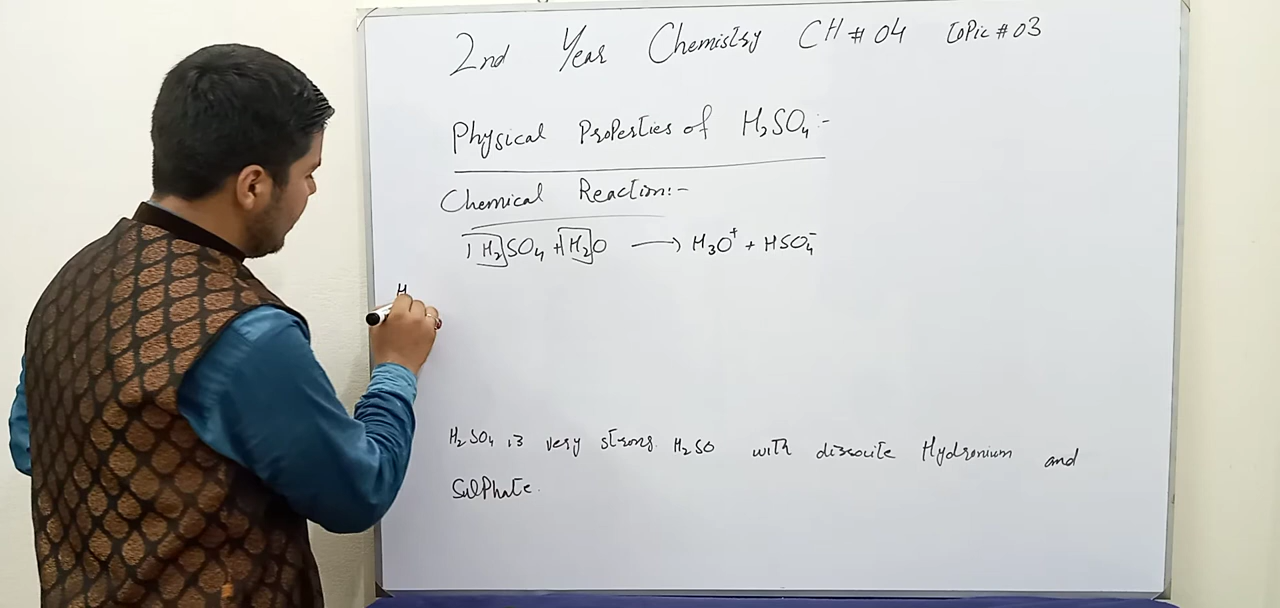 2nd Year Chemistry CH # 04 Topic # 03
Physical Properties of H₂SO₄:-
Chemical Reaction:-
H₂SO₄ + H₂O ⟶ H₃O⁺ + HSO₄⁻
H
H₂SO₄ is very strong H₂SO with dissocite Hydronium and
Sulphate.